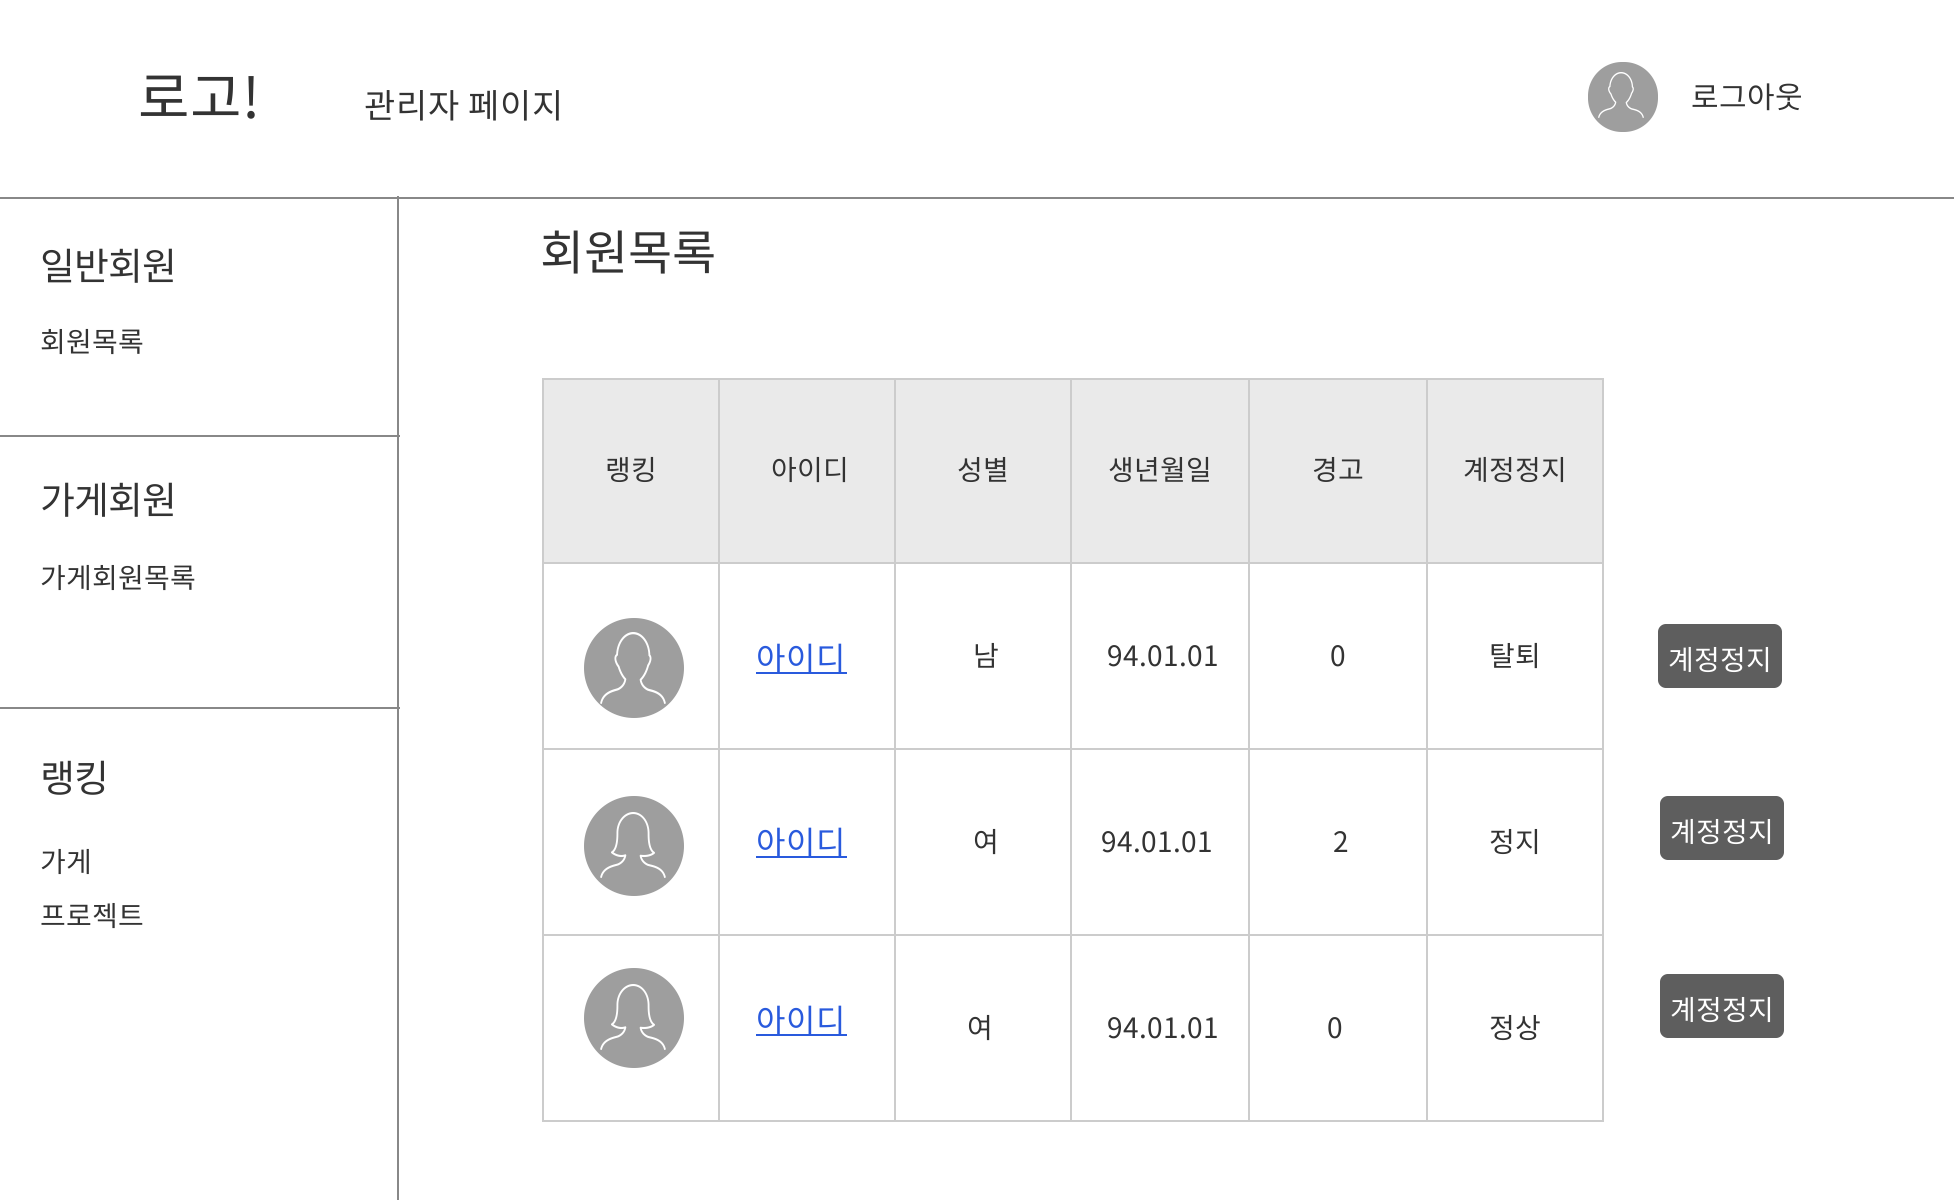 로고!
관리자 페이지
로그아웃
일반회원
회원목록
가게회원
가게회원목록
랭킹
가게
프로젝트
회원목록
랭킹 아이디 성별 생년월일 경고 계정정지
아이디 남 94.01.01 0 탈퇴 계정정지
아이디 여 94.01.01 2 정지 계정정지
아이디 여 94.01.01 0 정상 계정정지